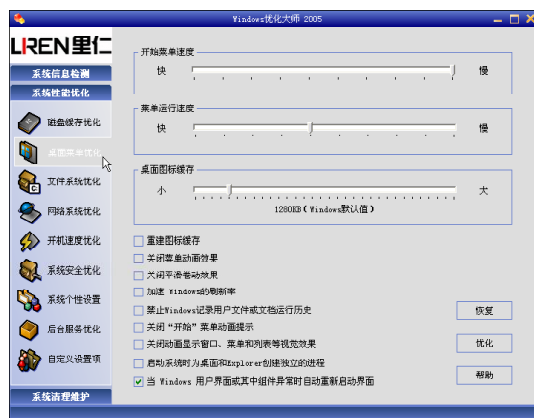 Windows优化大师 2005
LIREN里仁
系统信息检测
系统性能优化
磁盘缓存优化
桌面菜单优化
文件系统优化
网络系统优化
开机速度优化
系统安全优化
系统个性设置
后台服务优化
自定义设置项
系统清理维护
开始菜单速度
快
慢
菜单运行速度
快
慢
桌面图标缓存
小
大
1280KB(Windows默认值)
重建图标缓存
关闭菜单动画效果
关闭平滑卷动效果
加速 Windows的刷新率
禁止Windows记录用户文件或文档运行历史
关闭“开始”菜单动画提示
关闭动画显示窗口、菜单和列表等视觉效果
启动系统时为桌面和Explorer创建独立的进程
当 Windows 用户界面或其中组件异常时自动重新启动界面
恢复
优化
帮助